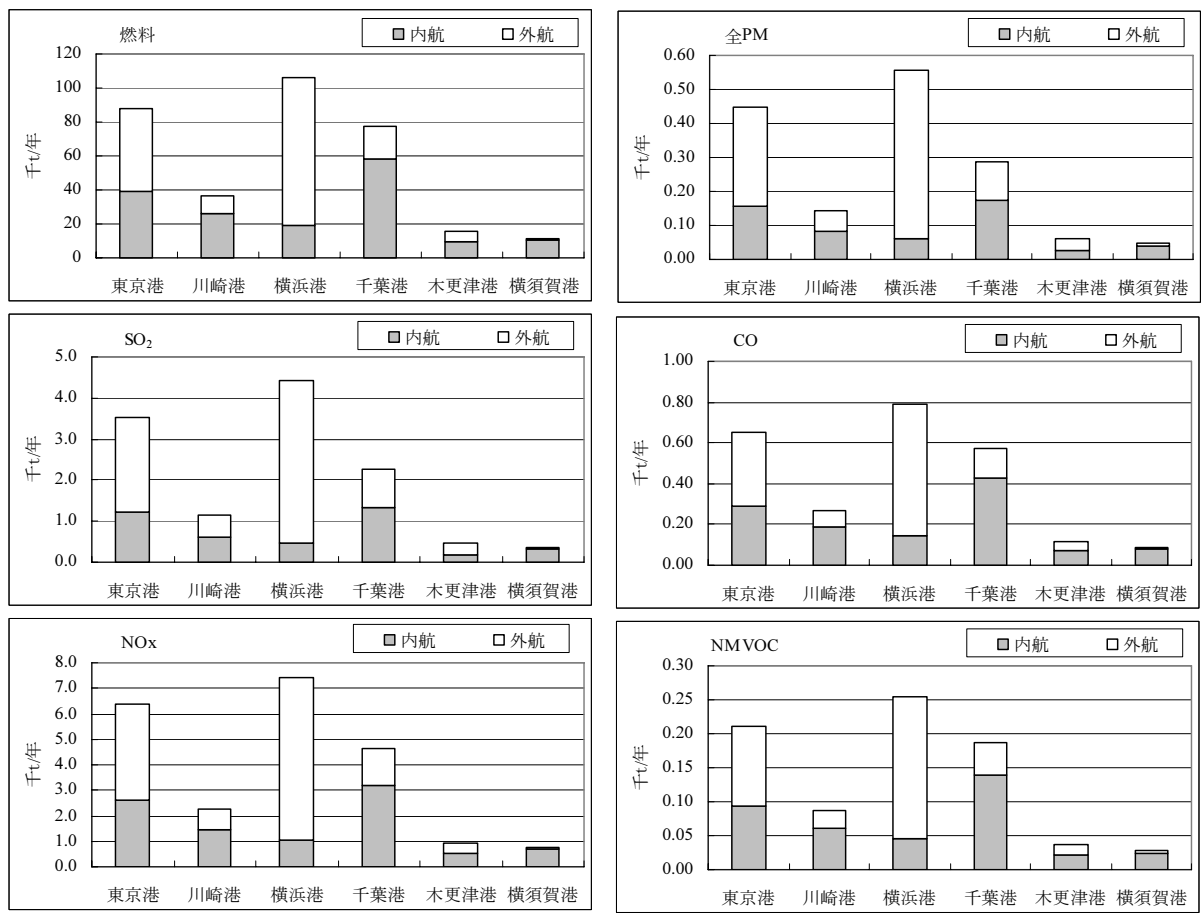 燃料
内航 外航
120
100
80
60
40
20
0
千t/年
東京港 川崎港 横浜港 千葉港 木更津港 横須賀港
全PM
内航 外航
0.60
0.50
0.40
0.30
0.20
0.10
0.00
千t/年
東京港 川崎港 横浜港 千葉港 木更津港 横須賀港
SO₂
内航 外航
5.0
4.0
3.0
2.0
1.0
0.0
千t/年
東京港 川崎港 横浜港 千葉港 木更津港 横須賀港
CO
内航 外航
1.00
0.80
0.60
0.40
0.20
0.00
千t/年
東京港 川崎港 横浜港 千葉港 木更津港 横須賀港
NOx
内航 外航
8.0
7.0
6.0
5.0
4.0
3.0
2.0
1.0
0.0
千t/年
東京港 川崎港 横浜港 千葉港 木更津港 横須賀港
NMVOC
内航 外航
0.30
0.25
0.20
0.15
0.10
0.05
0.00
千t/年
東京港 川崎港 横浜港 千葉港 木更津港 横須賀港